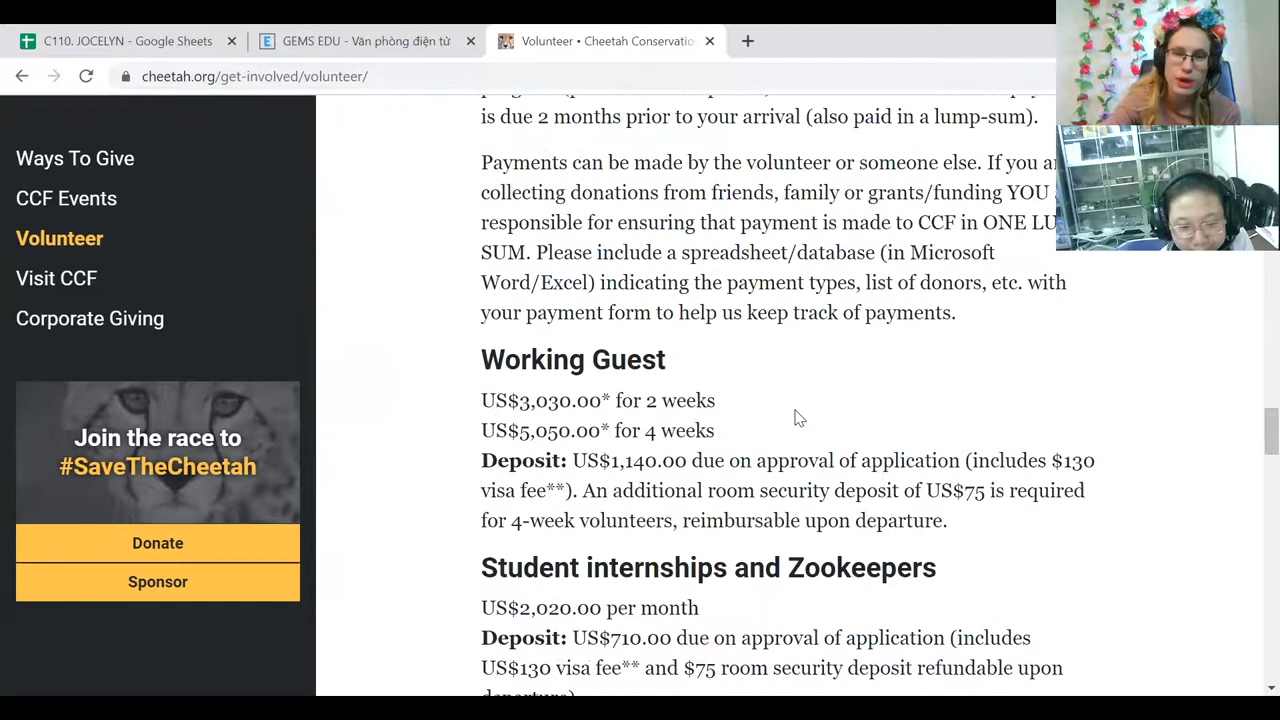 C110. JOCELYN - Google Sheets
GEMS EDU - Văn phòng điện tử
Volunteer • Cheetah Conservatio
cheetah.org/get-involved/volunteer/
Ways To Give
CCF Events
Volunteer
Visit CCF
Corporate Giving
Join the race to
#SaveTheCheetah
Donate
Sponsor
is due 2 months prior to your arrival (also paid in a lump-sum).
Payments can be made by the volunteer or someone else. If you a
collecting donations from friends, family or grants/funding YOU
responsible for ensuring that payment is made to CCF in ONE LU
SUM. Please include a spreadsheet/database (in Microsoft
Word/Excel) indicating the payment types, list of donors, etc. with
your payment form to help us keep track of payments.
Working Guest
US$3,030.00* for 2 weeks
US$5,050.00* for 4 weeks
Deposit: US$1,140.00 due on approval of application (includes $130
visa fee**). An additional room security deposit of US$75 is required
for 4-week volunteers, reimbursable upon departure.
Student internships and Zookeepers
US$2,020.00 per month
Deposit: US$710.00 due on approval of application (includes
US$130 visa fee** and $75 room security deposit refundable upon
departure)